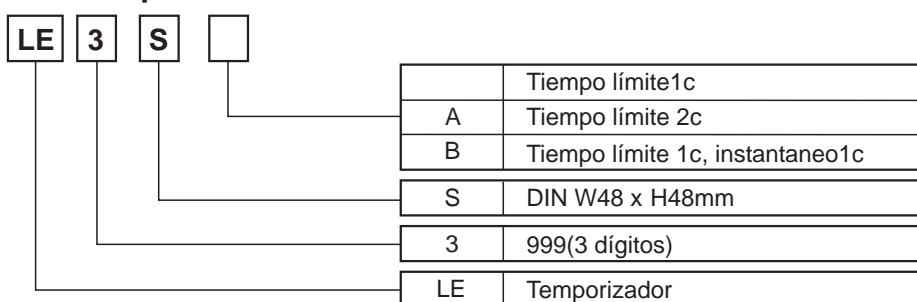 LE 3 S
Tiempo límite1c
A Tiempo límite 2c
B Tiempo límite 1c, instantaneo1c
S DIN W48 x H48mm
3 999(3 dígitos)
LE Temporizador